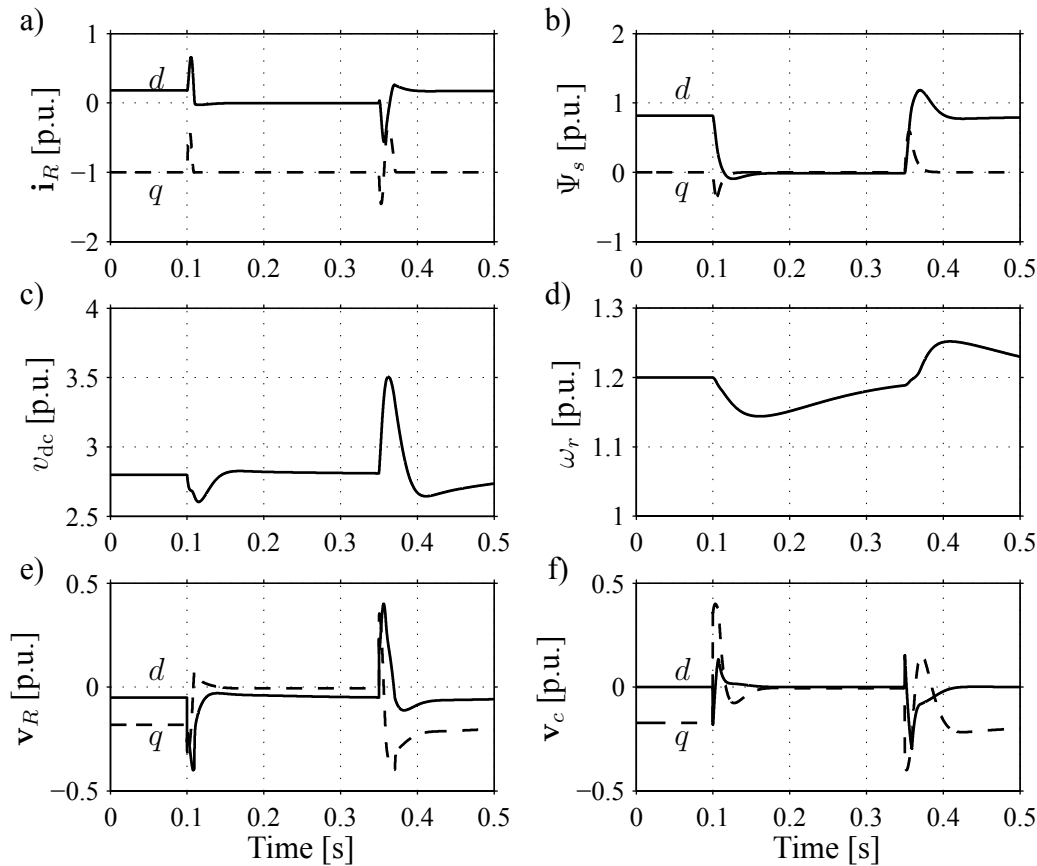 a)
i_R [p.u.]
1
0
−1
−2
d
q
0 0.1 0.2 0.3 0.4 0.5
b)
Ψ_s [p.u.]
2
1
0
−1
d
q
0 0.1 0.2 0.3 0.4 0.5
c)
v_dc [p.u.]
4
3.5
3
2.5
0 0.1 0.2 0.3 0.4 0.5
d)
ω_r [p.u.]
1.3
1.2
1.1
1
0 0.1 0.2 0.3 0.4 0.5
e)
v_R [p.u.]
0.5
0
−0.5
d
q
0 0.1 0.2 0.3 0.4 0.5
Time [s]
f)
v_c [p.u.]
0.5
0
−0.5
d
q
0 0.1 0.2 0.3 0.4 0.5
Time [s]